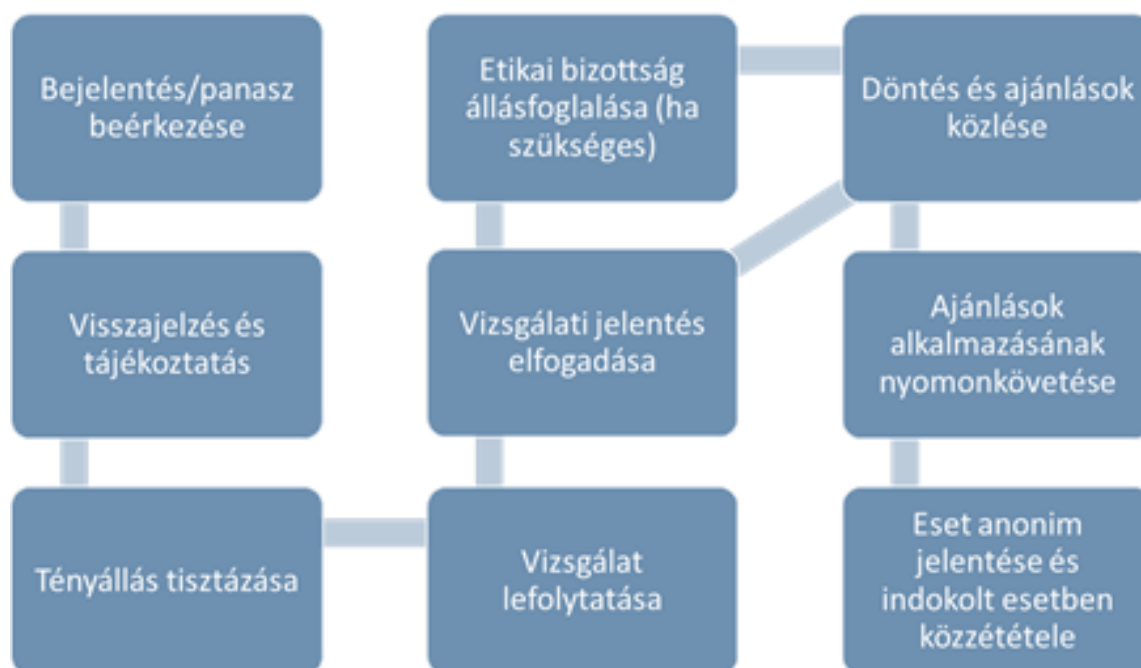 Bejelentés/panasz
beérkezése
Visszajelzés és
tájékoztatás
Tényállás tisztázása
Vizsgálat
lefolytatása
Vizsgálati jelentés
elfogadása
Etikai bizottság
állásfoglalása (ha
szükséges)
Döntés és ajánlások
közlése
Ajánlások
alkalmazásának
nyomonkövetése
Eset anonim
jelentése és
indokolt esetben
közzététele